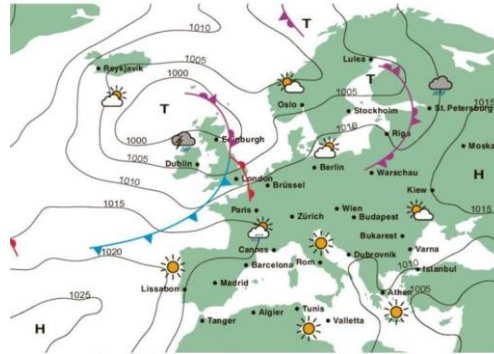 1010
T
Lulea
Reykjavik
1005
T
1000
1005
1015
T
Oslo
Stockholm
St.Petersburg
1000
Edinburgh
1010
Riga
Moska
1005
Dublin
1010
London
Berlin
Warschau
H
Brüssel
Kiew
1015
Paris
Zürich
Wien
Budapest
Bukarest
1020
Cannes
Varna
Barcelona
Rom
Dubrovnik
1010
Istanbul
1025
Lissabon
Madrid
Athen
1005
H
Tanger
Algier
Tunis
Valletta